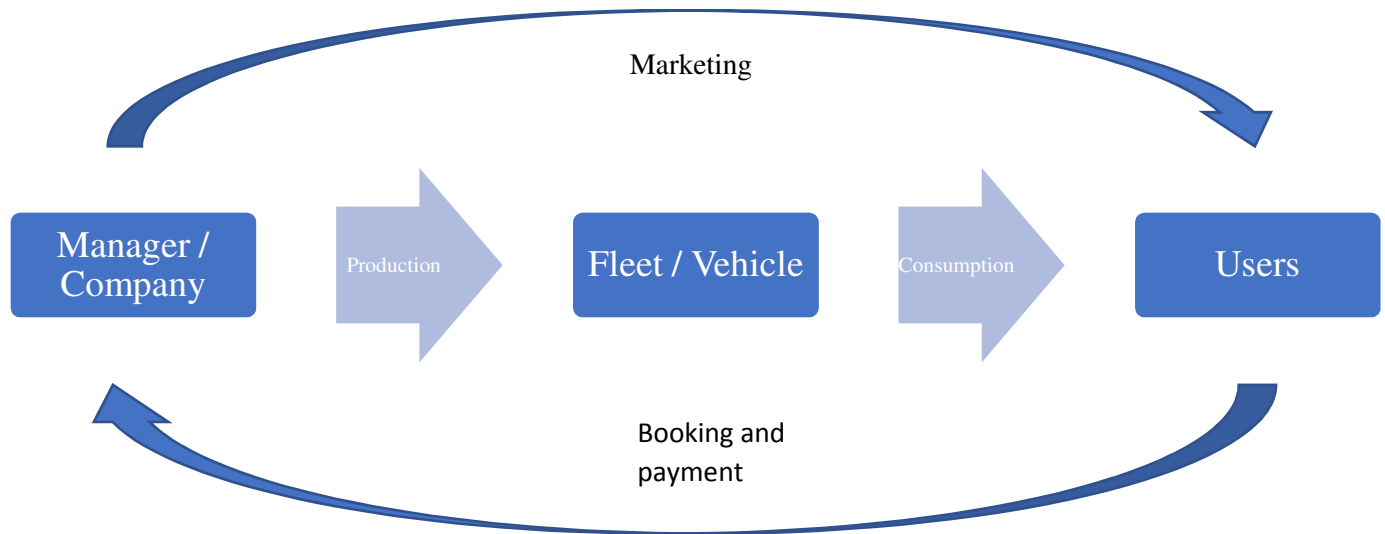 Marketing
Manager /
Company
Production
Fleet / Vehicle
Consumption
Users
Booking and
payment